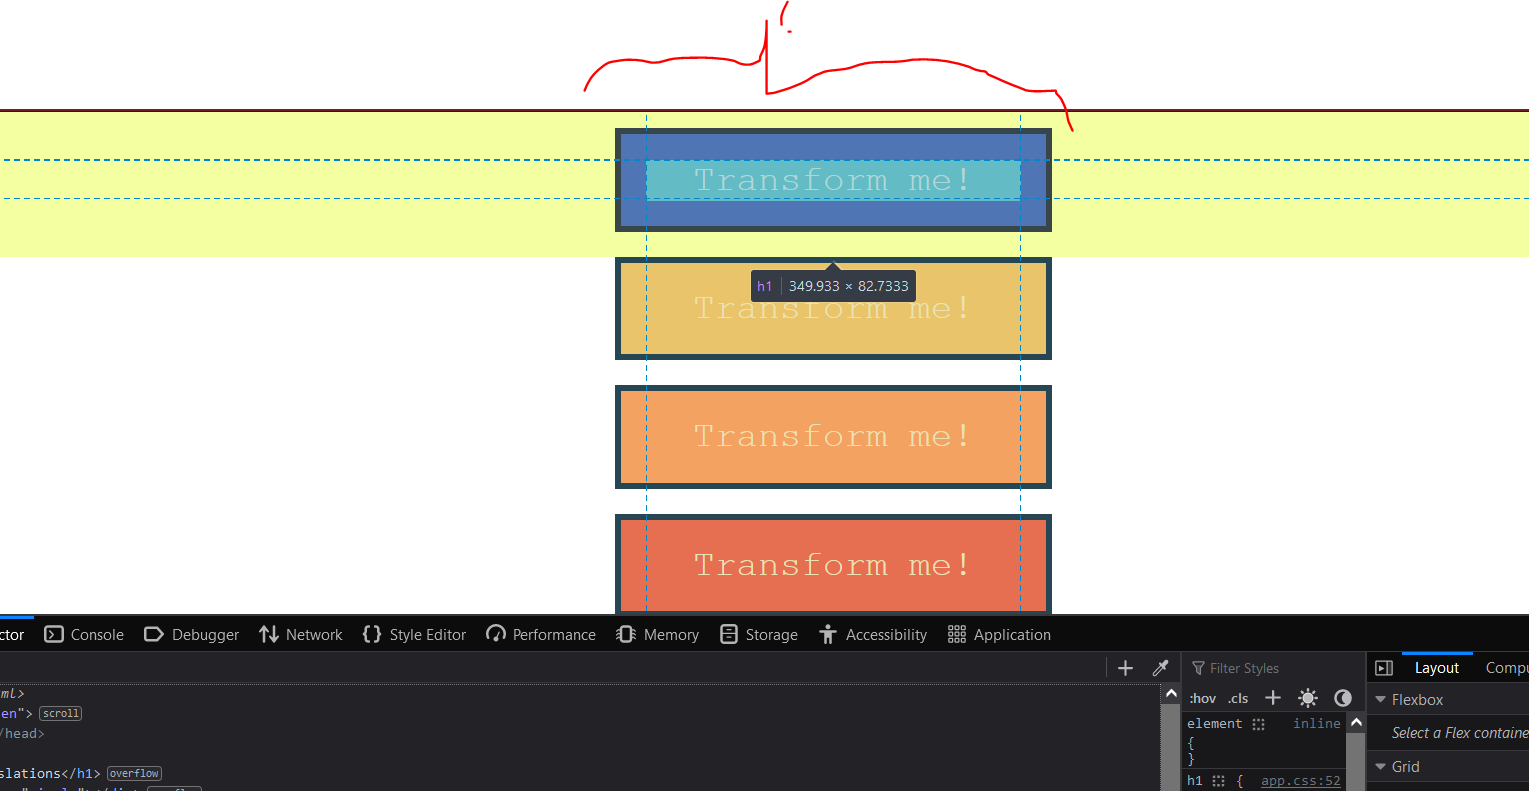 ?
Transform me!
h1 349.933 × 82.7333
Transform me!
Transform me!
Transform me!
ctor Console Debugger Network Style Editor Performance Memory Storage Accessibility Application
Filter Styles Layout Compu
ml> :hov .cls Flexbox
en"> scroll element inline Select a Flex containe
/head> {
} Grid
slations</h1> overflow h1 { app.css:52